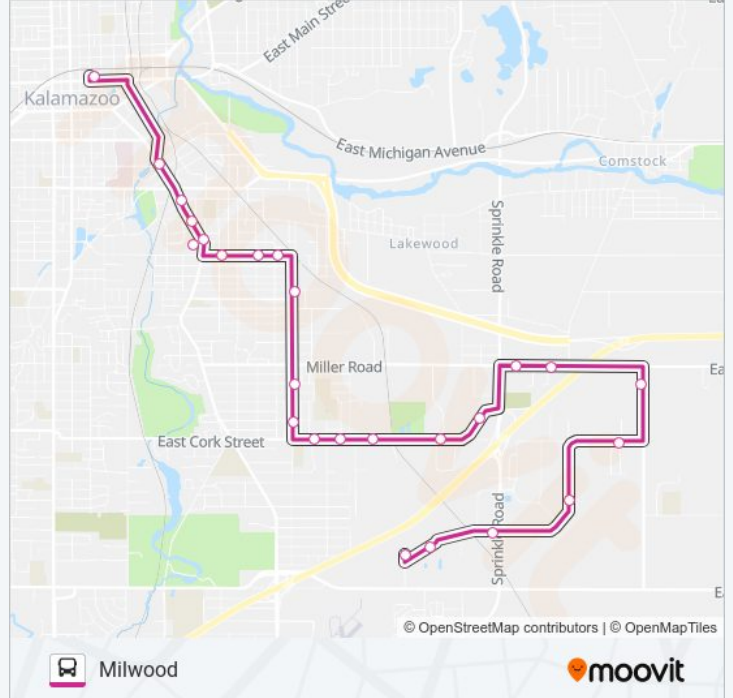 East Main Stree
Kalamazoo
East Michigan Avenue
Comstock
Sprinkle Road
Lakewood
Miller Road
Ea
East Cork Street
Sprinkle Road
E
© OpenStreetMap contributors | © OpenMapTiles
Milwood
moovit